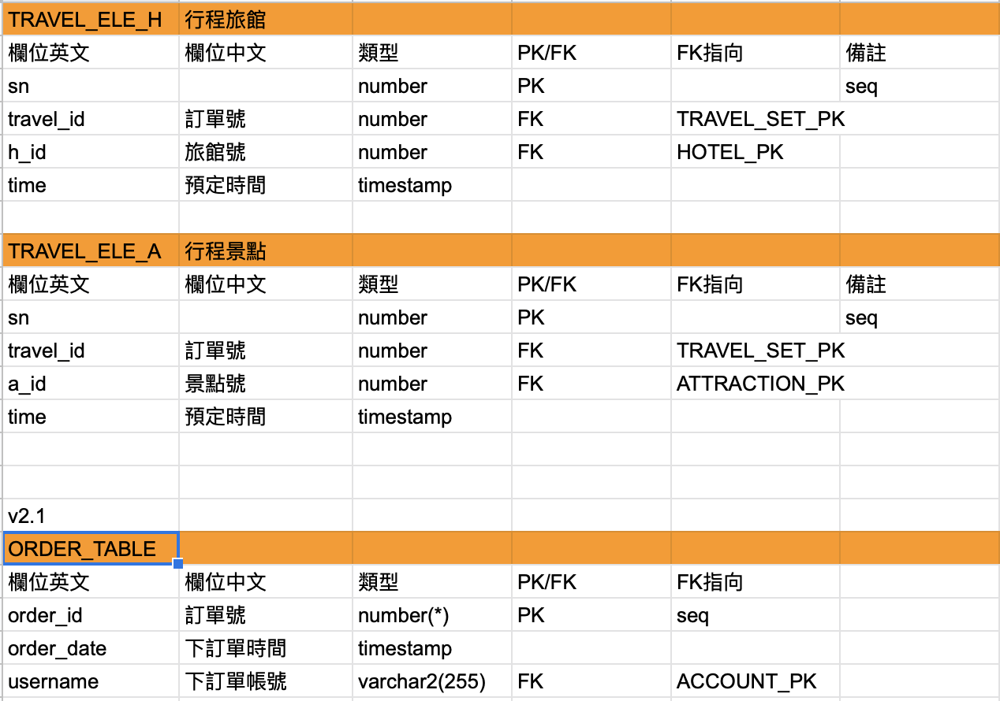 TRAVEL_ELE_H 行程旅館
欄位英文 欄位中文 類型 PK/FK FK指向 備註
sn number PK seq
travel_id 訂單號 number FK TRAVEL_SET_PK
h_id 旅館號 number FK HOTEL_PK
time 預定時間 timestamp
TRAVEL_ELE_A 行程景點
欄位英文 欄位中文 類型 PK/FK FK指向 備註
sn number PK seq
travel_id 訂單號 number FK TRAVEL_SET_PK
a_id 景點號 number FK ATTRACTION_PK
time 預定時間 timestamp
v2.1
ORDER_TABLE
欄位英文 欄位中文 類型 PK/FK FK指向
order_id 訂單號 number(*) PK seq
order_date 下訂單時間 timestamp
username 下訂單帳號 varchar2(255) FK ACCOUNT_PK